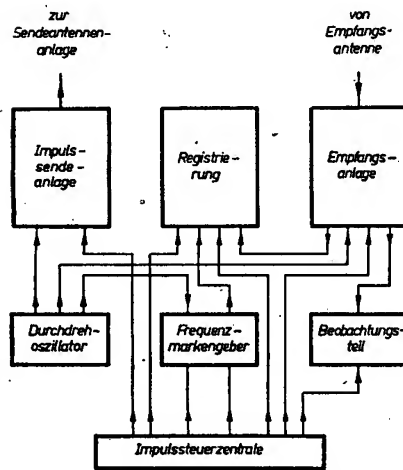 zur
Sendeantennen-
anlage
von
Empfangs-
antenne
Impuls-
sende-
anlage
Registrie-
rung
Empfangs-
anlage
Durchdreh-
oszillator
Frequenz-
markengeber
Beobachtungs-
teil
Impulssteuerzentrale